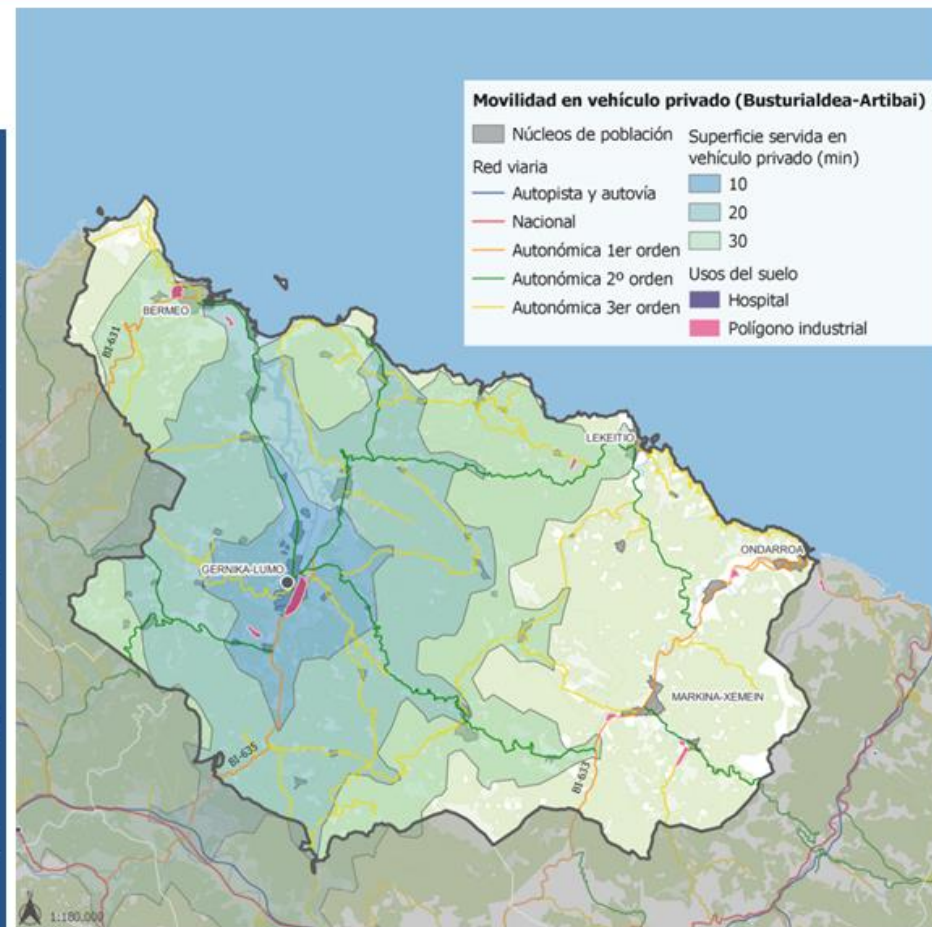 Movilidad en vehículo privado (Busturialdea-Artibai)
Núcleos de población
Red viaria
Autopista y autovía
Nacional
Autonómica 1er orden
Autonómica 2º orden
Autonómica 3er orden
Superficie servida en
vehículo privado (min)
10
20
30
Usos del suelo
Hospital
Polígono industrial
BERMEO
BI-631
LEKEITIO
ONDARROA
GERNIKA-LUMO
MARKINA-XEMEIN
BI-635
BI-633
1:180.000